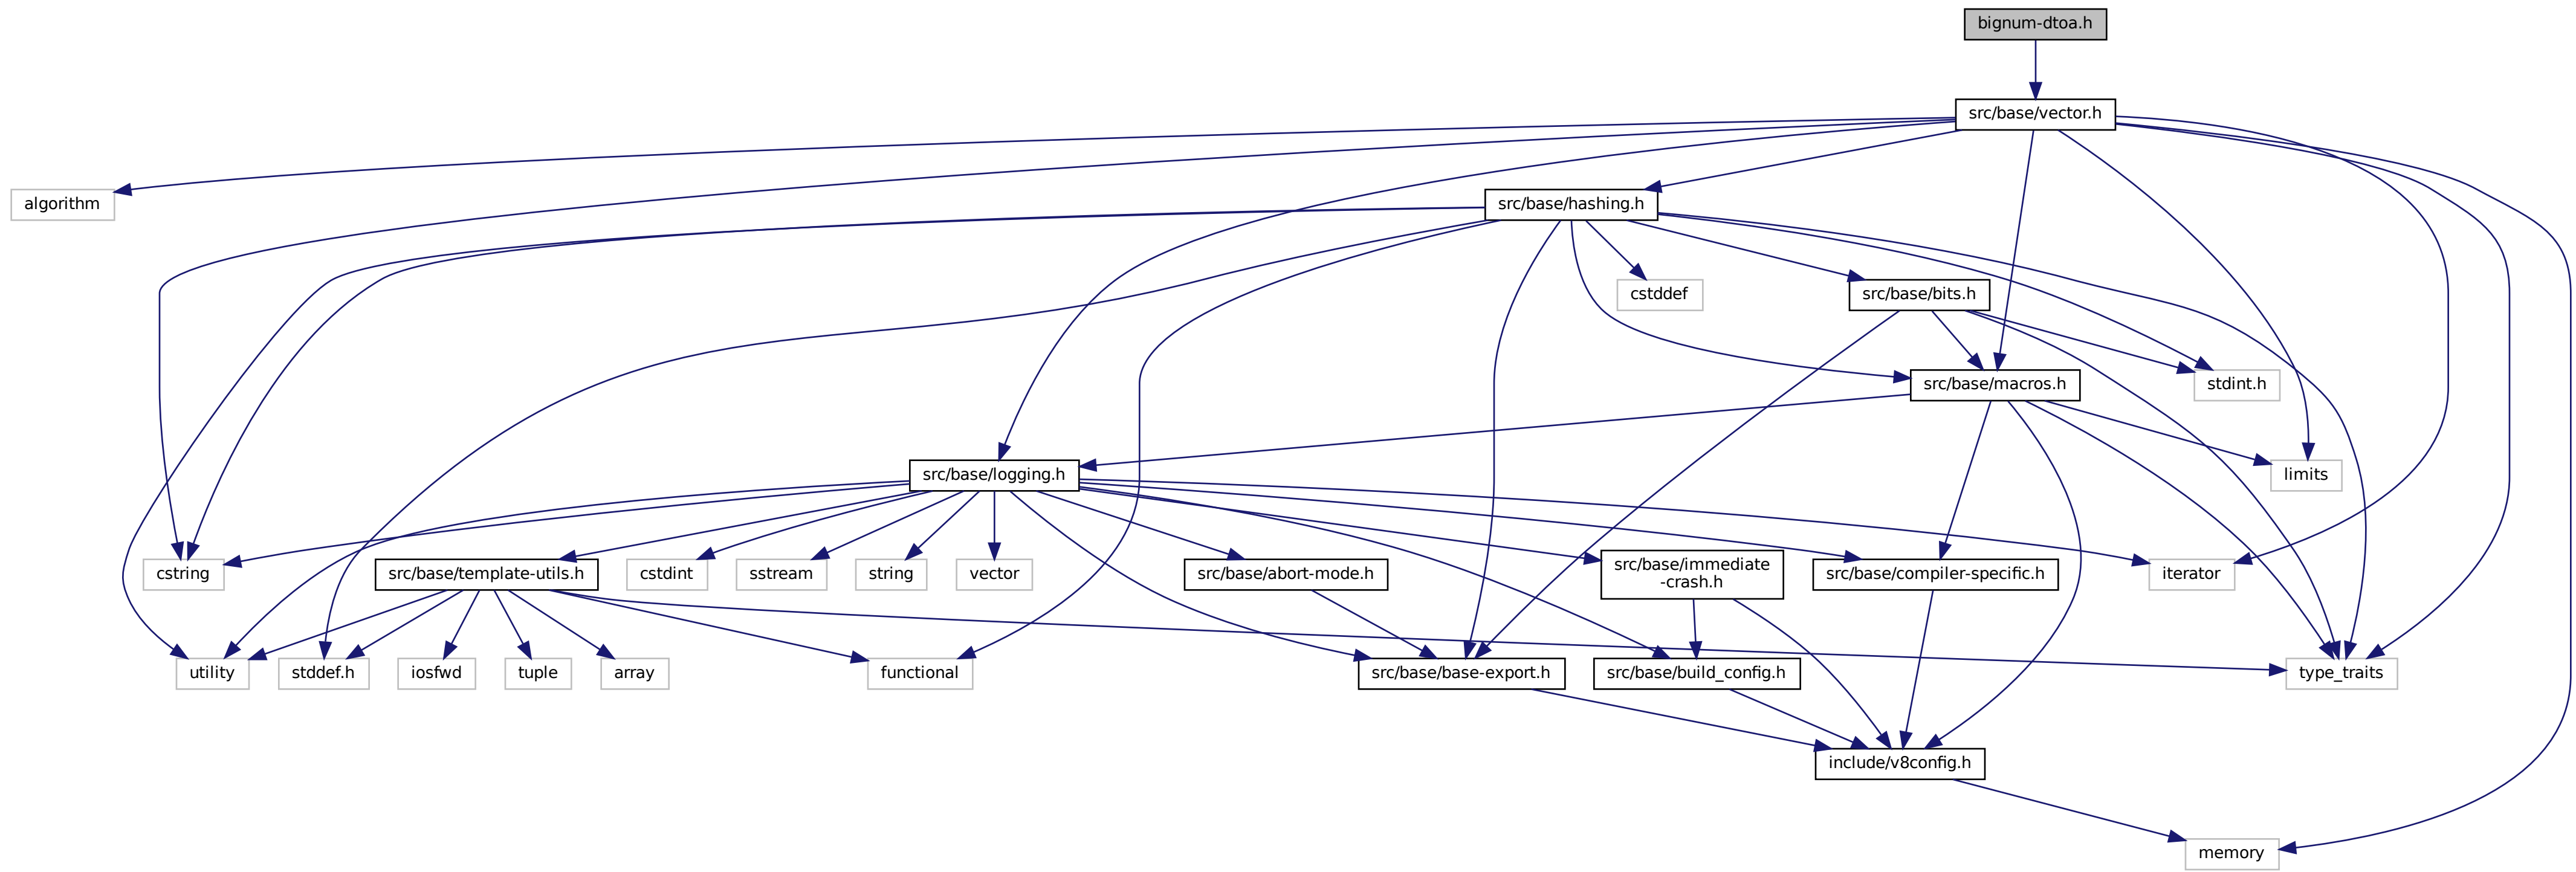 bignum-dtoa.h
src/base/vector.h
algorithm
src/base/hashing.h
cstddef
src/base/bits.h
src/base/macros.h
stdint.h
src/base/logging.h
limits
cstring
src/base/template-utils.h
cstdint
sstream
string
vector
src/base/abort-mode.h
src/base/immediate
-crash.h
src/base/compiler-specific.h
iterator
utility
stddef.h
iosfwd
tuple
array
functional
src/base/base-export.h
src/base/build_config.h
type_traits
include/v8config.h
memory